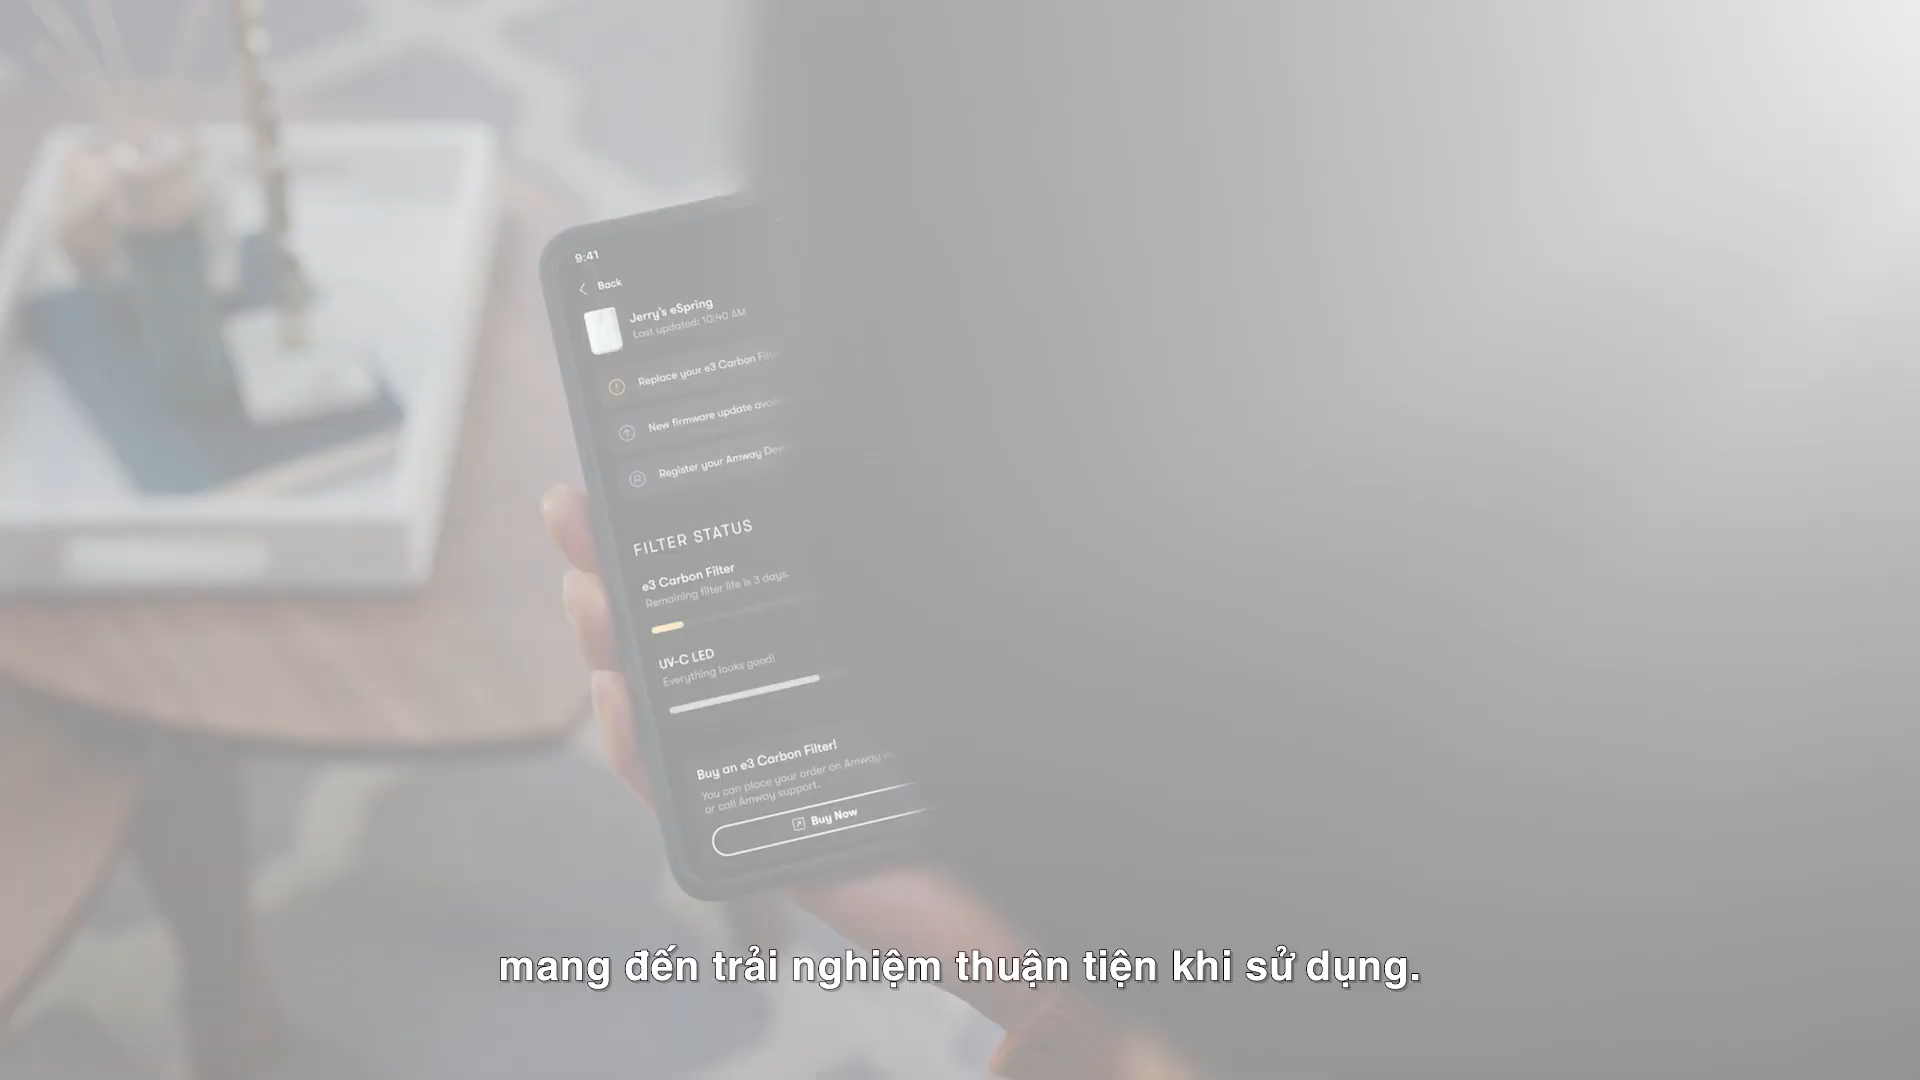 9:41
Back
Jerry's eSpring
Last updated: 10:40 AM
Replace your e3 Carbon
New firmware update
Register your Amway
FILTER STATUS
e3 Carbon Filter
Remaining filter life is 3 days.
UV-C LED
Everything looks good!
Buy an e3 Carbon Filter!
You can place your order on Amway
or call Amway support.
Buy Now
mang đến trải nghiệm thuận tiện khi sử dụng.